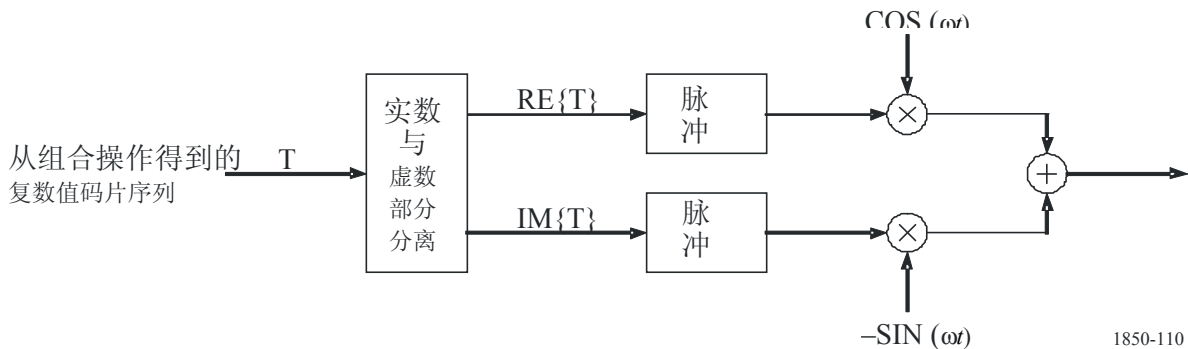 COS (ωt)
实数
与
虚数
部分
分离
RE{T}
脉
冲
从组合操作得到的
复数值码片序列
T
IM{T}
脉
冲
–SIN (ωt)
1850-110